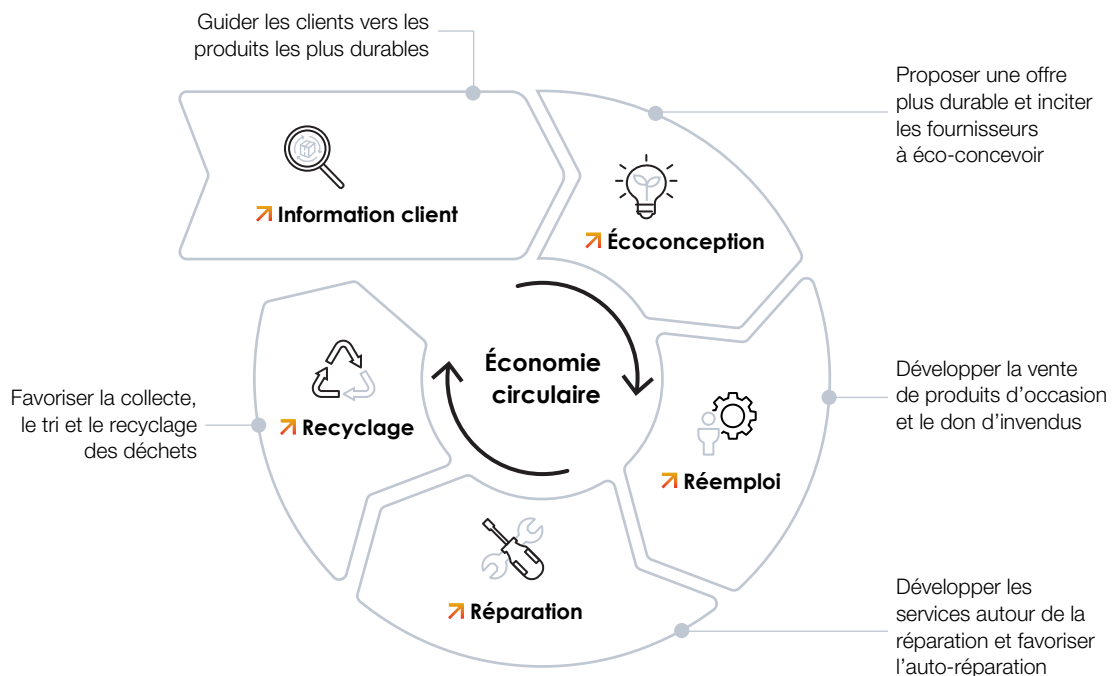 Guider les clients vers les
produits les plus durables
Information client
Proposer une offre
plus durable et inciter
les fournisseurs
à éco-concevoir
Écoconception
Économie
circulaire
Développer la vente
de produits d’occasion
et le don d’invendus
Réemploi
Développer les
services autour de la
réparation et favoriser
l’auto-réparation
Réparation
Favoriser la collecte,
le tri et le recyclage
des déchets
Recyclage